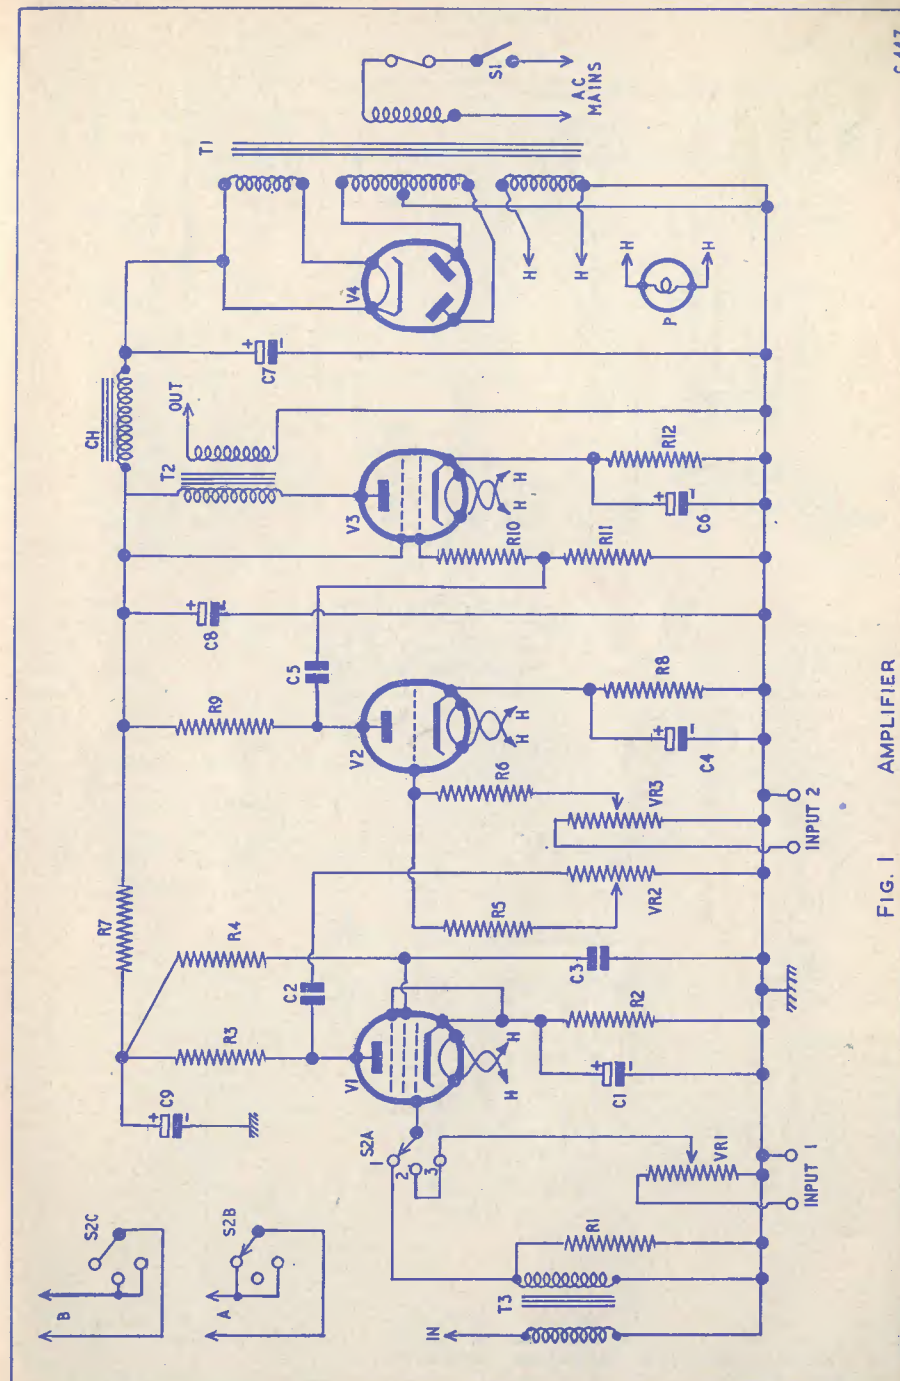 S2C
B
S2B
A
C9
R7
R3
R4
C2
V1
H
H
S2A
1
2
3
R5
C3
VR2
R2
C1
VR1
R1
T3
IN
INPUT 1
R9
C5
C8
V2
H
H
R6
VR3
R8
C4
INPUT 2
CH
T2
OUT
V3
H
H
R10
R11
R12
C6
C7
V4
T1
H
H
P
H
H
S1
AC
MAINS
FIG. 1 AMPLIFIER